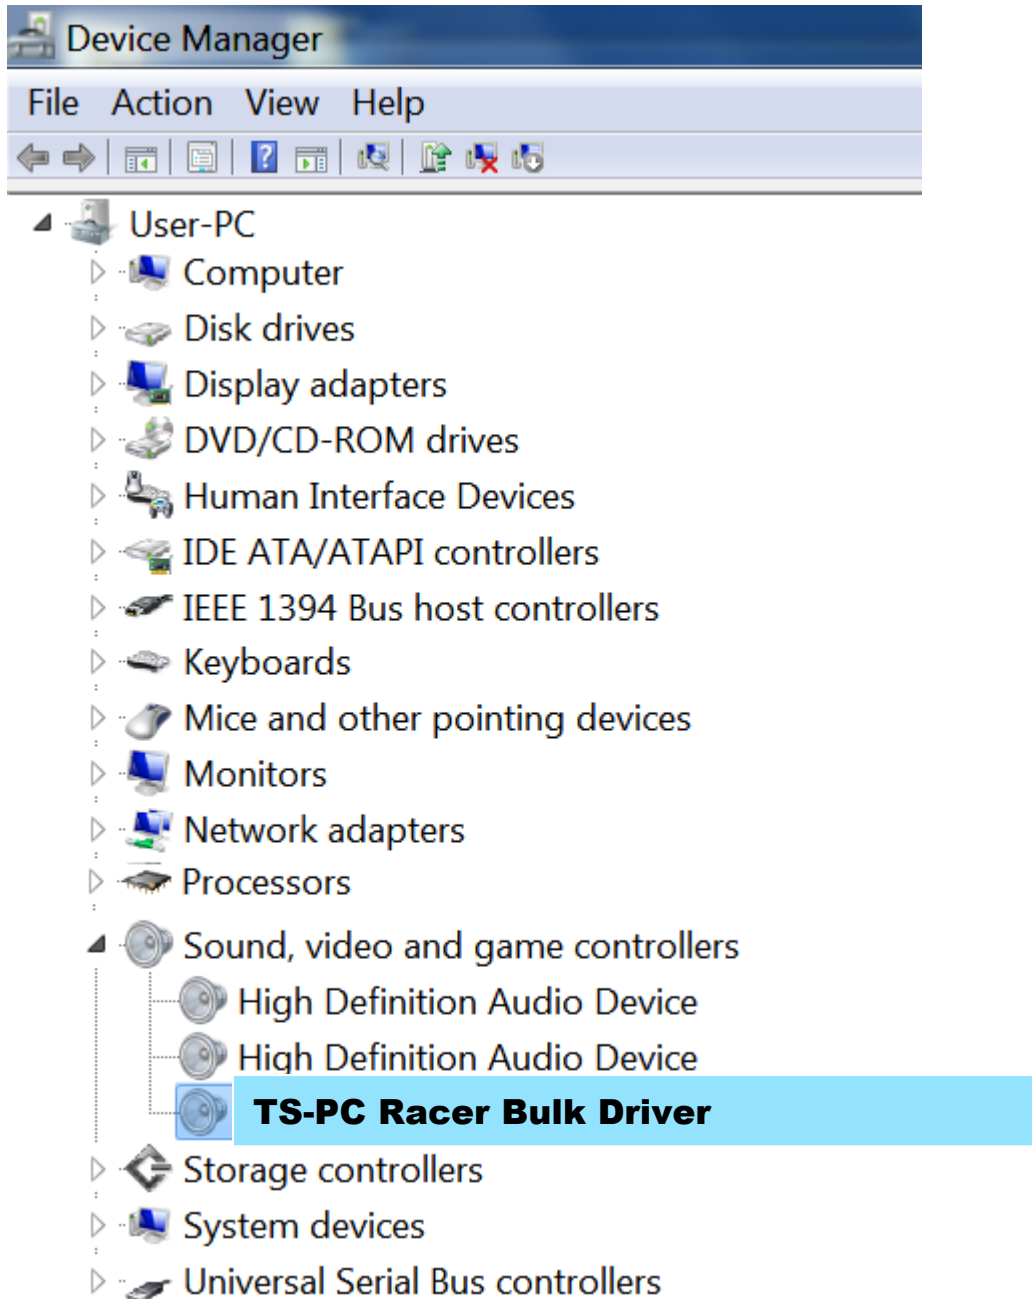 Device Manager
File Action View Help
User-PC
Computer
Disk drives
Display adapters
DVD/CD-ROM drives
Human Interface Devices
IDE ATA/ATAPI controllers
IEEE 1394 Bus host controllers
Keyboards
Mice and other pointing devices
Monitors
Network adapters
Processors
Sound, video and game controllers
High Definition Audio Device
High Definition Audio Device
TS-PC Racer Bulk Driver
Storage controllers
System devices
Universal Serial Bus controllers